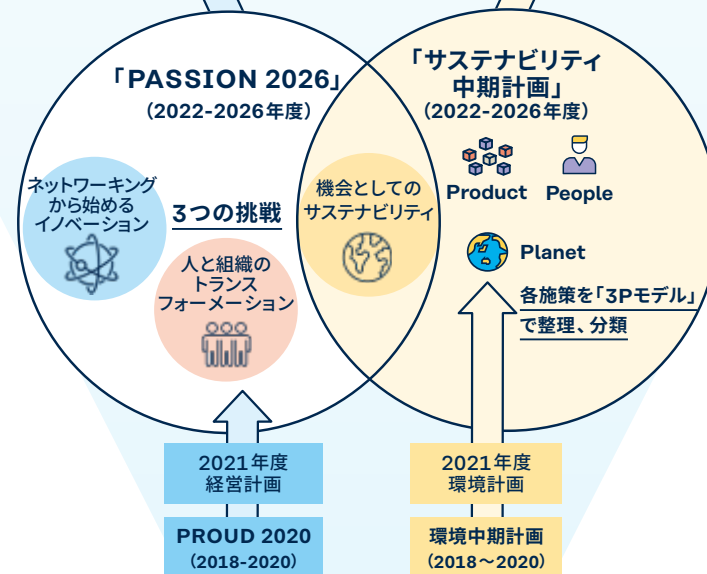 「PASSION 2026」
（2022-2026年度）
ネットワーキング
から始める
イノベーション
3つの挑戦
人と組織の
トランス
フォーメーション
機会としての
サステナビリティ
「サステナビリティ
中期計画」
（2022-2026年度）
Product
People
Planet
各施策を「3Pモデル」
で整理、分類
2021年度
経営計画
PROUD 2020
（2018-2020）
2021年度
環境計画
環境中期計画
（2018〜2020）